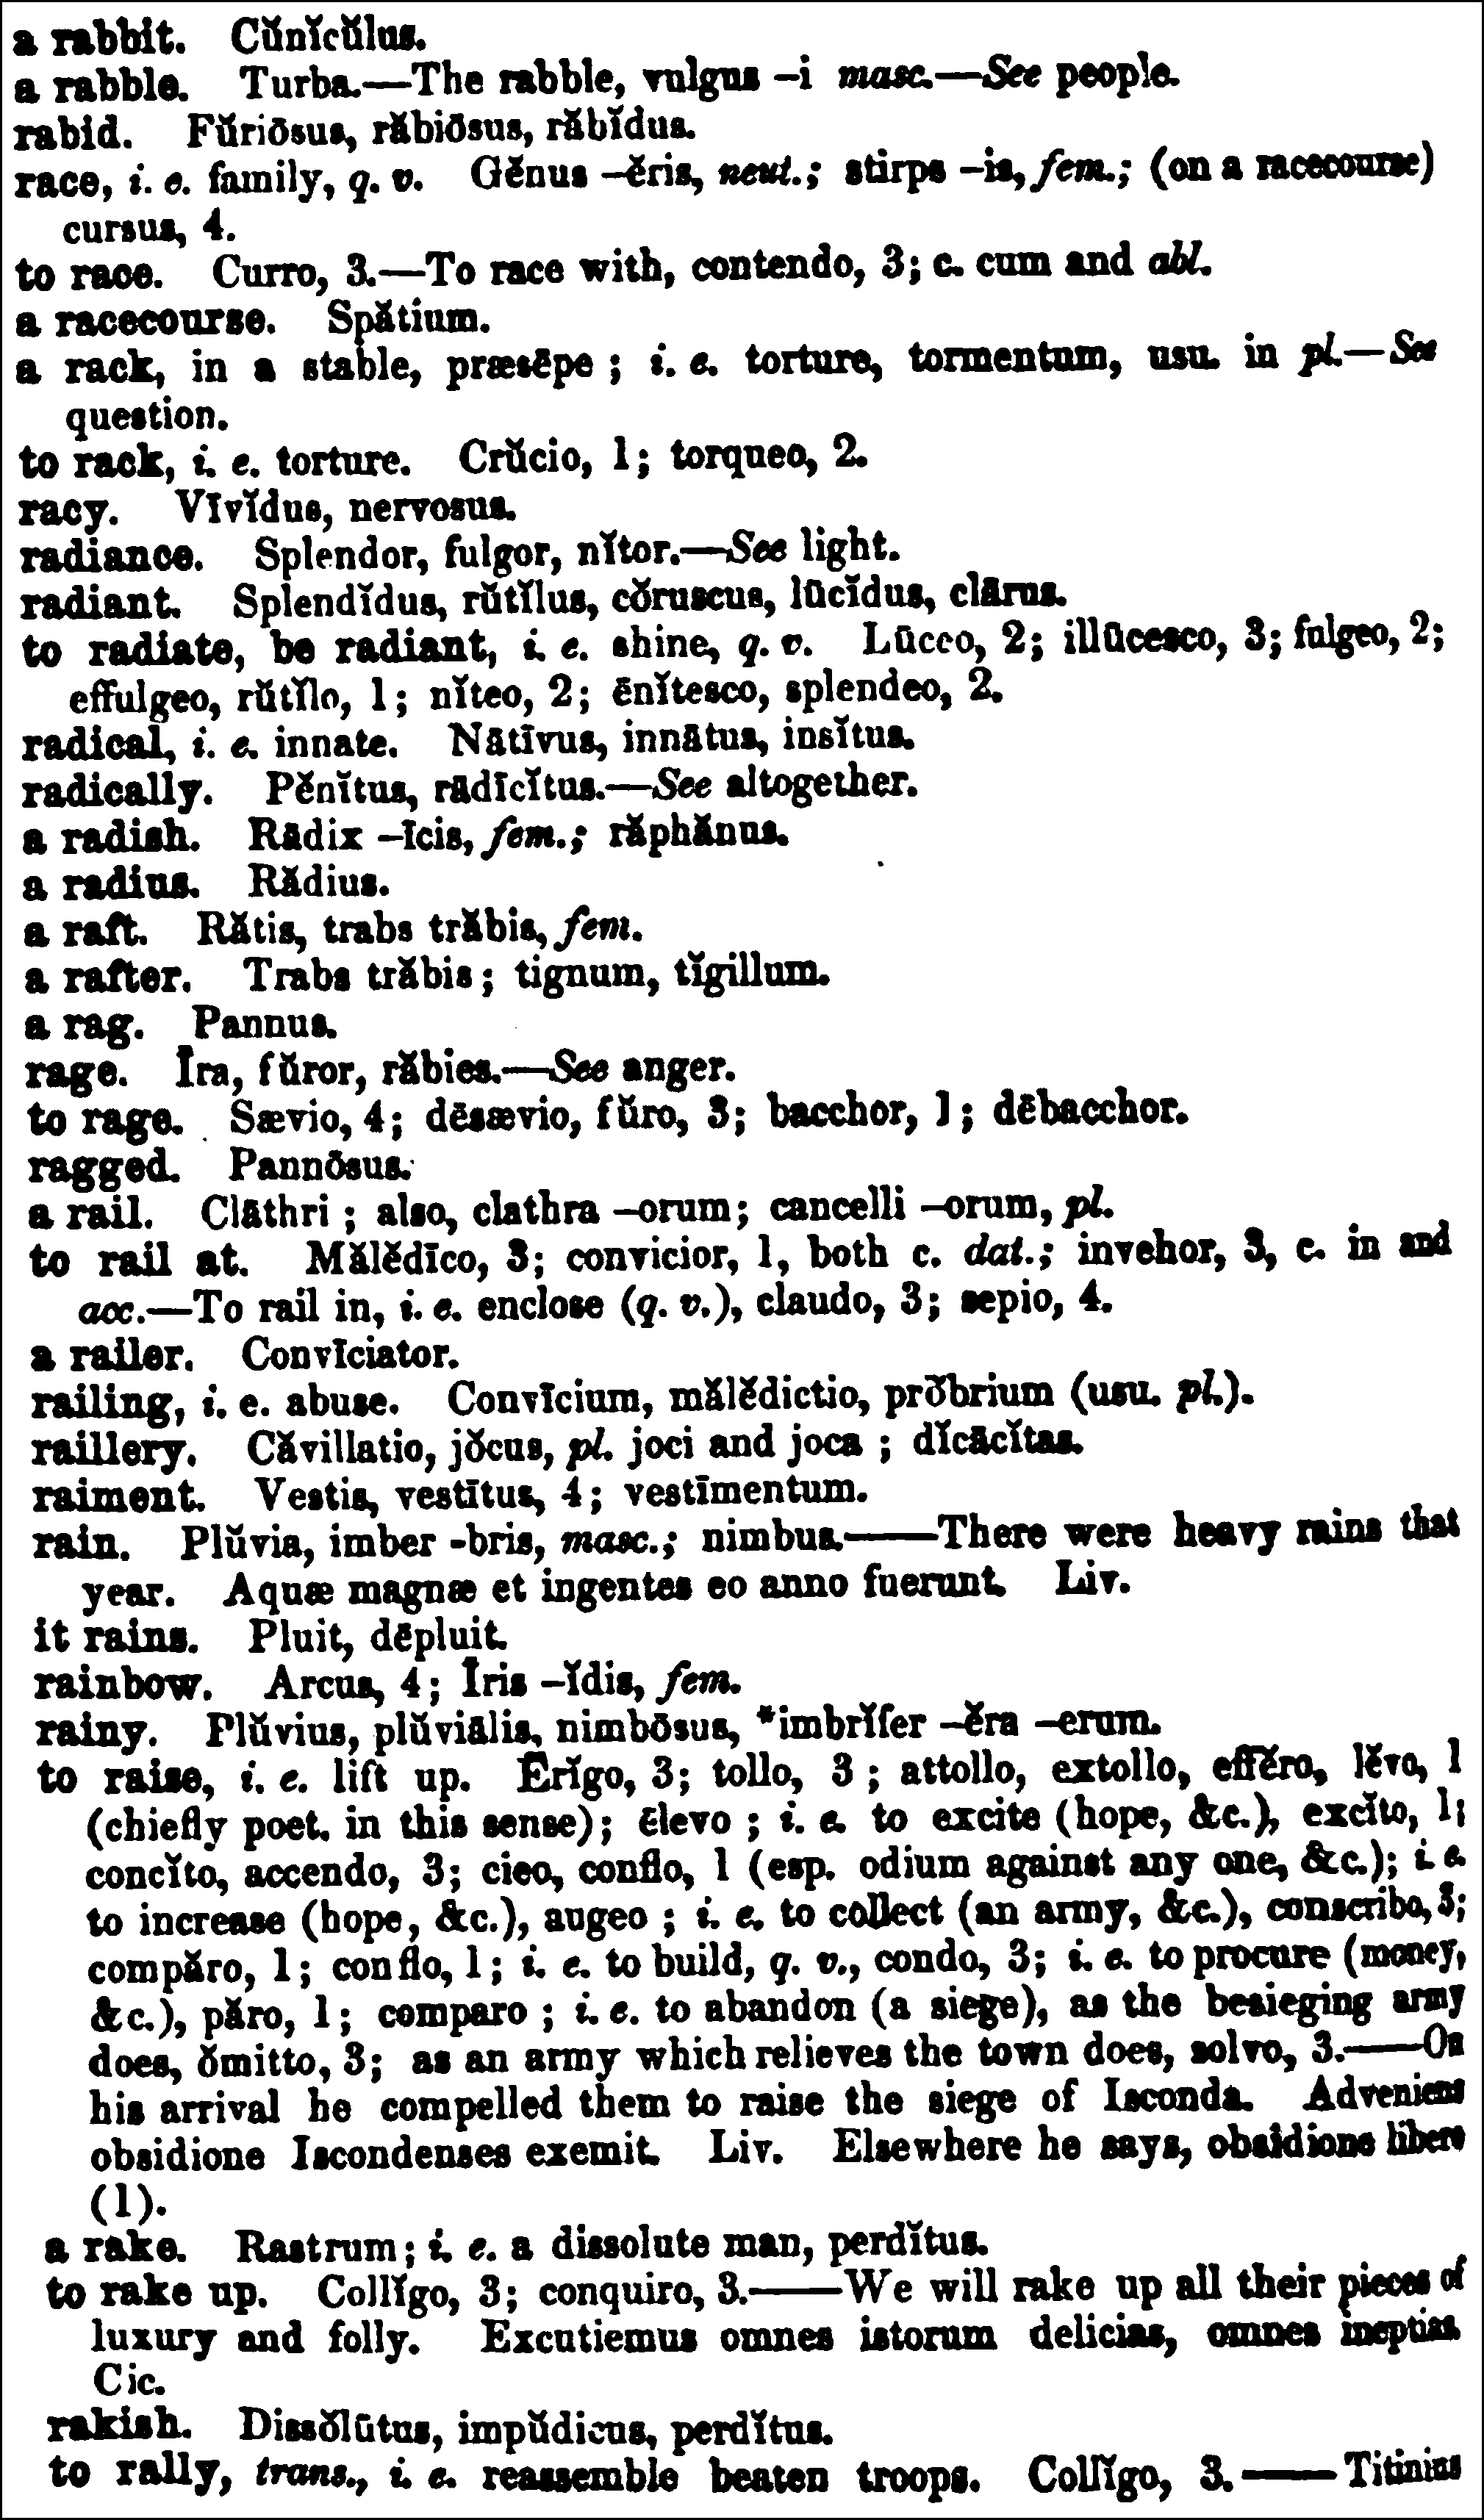 a rabbit. Cŭnĭcŭlus.
a rabble. Turba.—The rabble, vulgus –i masc.—See people.
rabid. Fŭriōsus, răbiōsus, răbĭdus.
race, i. e. family, q. v. Gĕnus –ĕris, neut.; stirps –is, fem.; (on a racecourse)
cursus, 4.
to race. Curro, 3.—To race with, contendo, 3; c. cum and abl.
a racecourse. Spătium.
a rack, in a stable, præsēpe; i. e. torture, tormentum, usu. in pl.—See
question.
to rack, i. e. torture. Crŭcio, 1; torqueo, 2.
racy. Vīvĭdus, nervosus.
radiance. Splendor, fulgor, nĭtor.—See light.
radiant. Splendĭdus, rŭtĭlus, cŏruscus, lūcĭdus, clārus.
to radiate, be radiant, i. e. shine, q. v. Lūceo, 2; illūcesco, 3; fulgeo, 2;
effulgeo, rŭtĭlo, 1; nĭteo, 2; ēnĭtesco, splendeo, 2.
radical, i. e. innate. Nātīvus, innātus, insĭtus.
radically. Pĕnĭtus, rādīcĭtus.—See altogether.
a radish. Rādix –īcis, fem.; răphănus.
a radius. Rădius.
a raft. Rătis, trabs trăbis, fem.
a rafter. Trabs trăbis; tignum, tĭgillum.
a rag. Pannus.
rage. Īra, fŭror, răbies.—See anger.
to rage. Sævio, 4; dēsævio, fŭro, 3; bacchor, 1; dēbacchor.
ragged. Pannōsus.
a rail. Clāthri; also, clathra –orum; cancelli –orum, pl.
to rail at. Mălĕdīco, 3; convicior, 1, both c. dat.; invehor, 3, c. in and
acc.—To rail in, i. e. enclose (q. v.), claudo, 3; sepio, 4.
a railer. Convīciator.
railing, i. e. abuse. Convīcium, mălĕdictio, prŏbrium (usu. pl.).
raillery. Căvillatio, jŏcus, pl. joci and joca; dĭcācĭtas.
raiment. Vestis, vestītus, 4; vestīmentum.
rain. Plŭvia, imber -bris, masc.; nimbus.——There were heavy rains that
year. Aquæ magnæ et ingentes eo anno fuerunt. Liv.
it rains. Pluit, dēpluit.
rainbow. Arcus, 4; Īris –ĭdis, fem.
rainy. Plŭvius, plŭviālis, nimbōsus, *imbrĭfer –ĕra –erum.
to raise, i. e. lift up. Ērĭgo, 3; tollo, 3; attollo, extollo, effĕro, lĕvo, 1
(chiefly poet. in this sense); ēlevo; i. e. to excite (hope, &c.), excĭto, 1;
concĭto, accendo, 3; cieo, conflo, 1 (esp. odium against any one, &c.); i. e.
to increase (hope, &c.), augeo; i. e. to collect (an army, &c.), conscribo, 3;
compăro, 1; conflo, 1; i. e. to build, q. v., condo, 3; i. e. to procure (money,
&c.), păro, 1; comparo; i. e. to abandon (a siege), as the besieging army
does, ŏmitto, 3; as an army which relieves the town does, solvo, 3.——On
his arrival he compelled them to raise the siege of Isconda. Adveniens
obsidione Iscondenses exemit. Liv. Elsewhere he says, obsidione libero
(1).
a rake. Rastrum; i. e. a dissolute man, perdĭtus.
to rake up. Collĭgo, 3; conquiro, 3.——We will rake up all their pieces of
luxury and folly. Excutiemus omnes istorum delicias, omnes ineptias.
Cic.
rakish. Dissŏlūtus, impŭdicus, perdĭtus.
to rally, trans., i. e. reassemble beaten troops. Collĭgo, 3.——Titinius